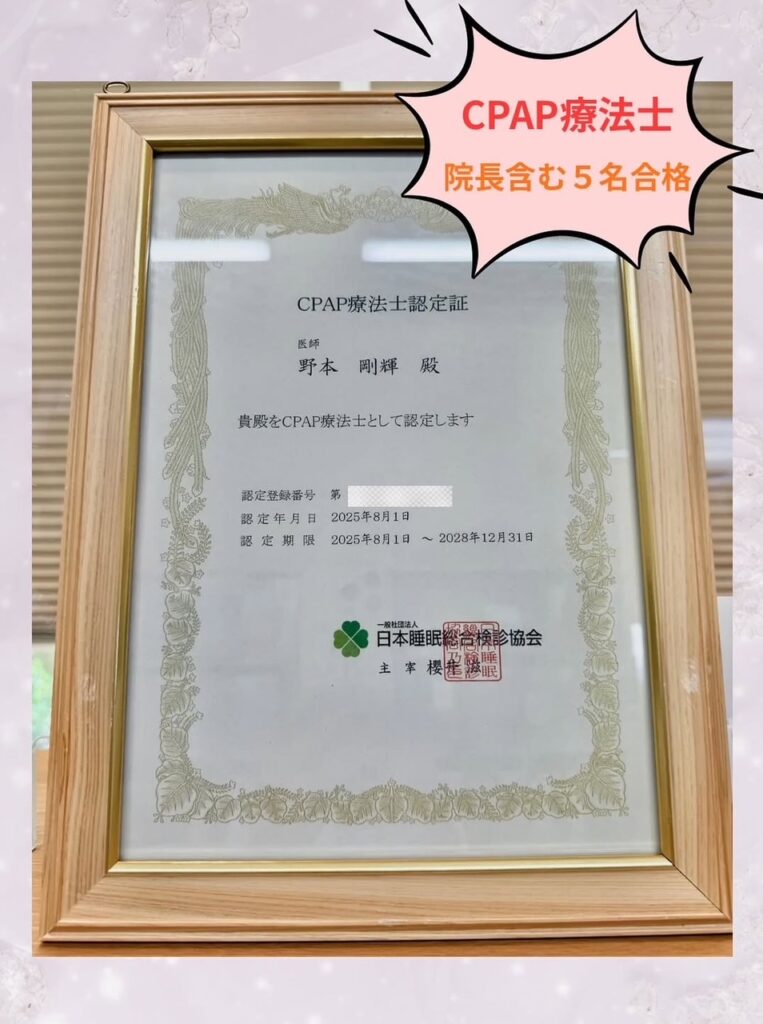 CPAP療法士
院長含む５名合格
CPAP療法士認定証
医師
野本 剛輝 殿
貴殿をCPAP療法士として認定します
認定登録番号 第
認定年月日 2025年8月1日
認定期限 2025年8月1日 ～ 2028年12月31日
一般社団法人
日本睡眠総合検診協会
主宰 櫻井 滋